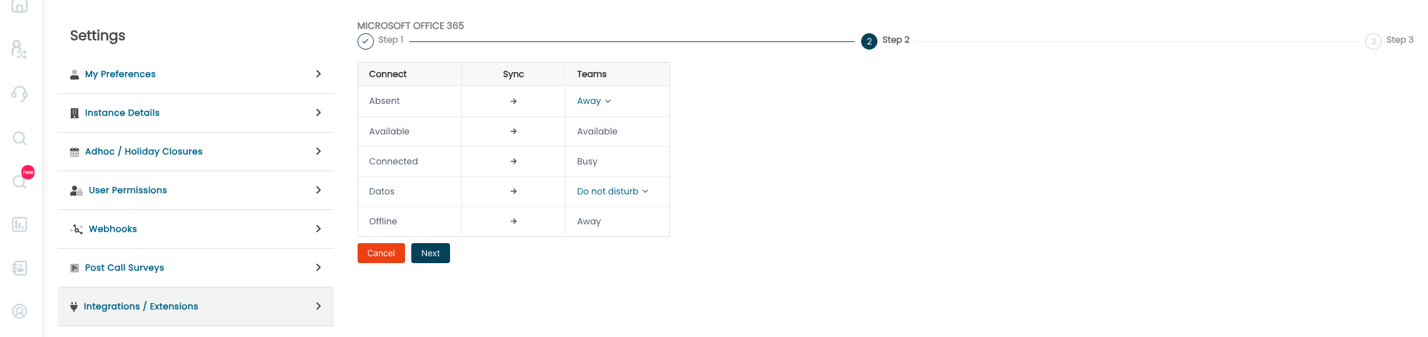 Settings
My Preferences
Instance Details
Adhoc / Holiday Closures
User Permissions
Webhooks
Post Call Surveys
Integrations / Extensions
new
MICROSOFT OFFICE 365
Step 1
2 Step 2
3 Step 3
Connect Sync Teams
Absent → Away
Available → Available
Connected → Busy
Datos → Do not disturb
Offline → Away
Cancel Next